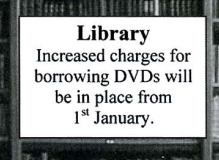 Library
Increased charges for
borrowing DVDs will
be in place from
1st January.